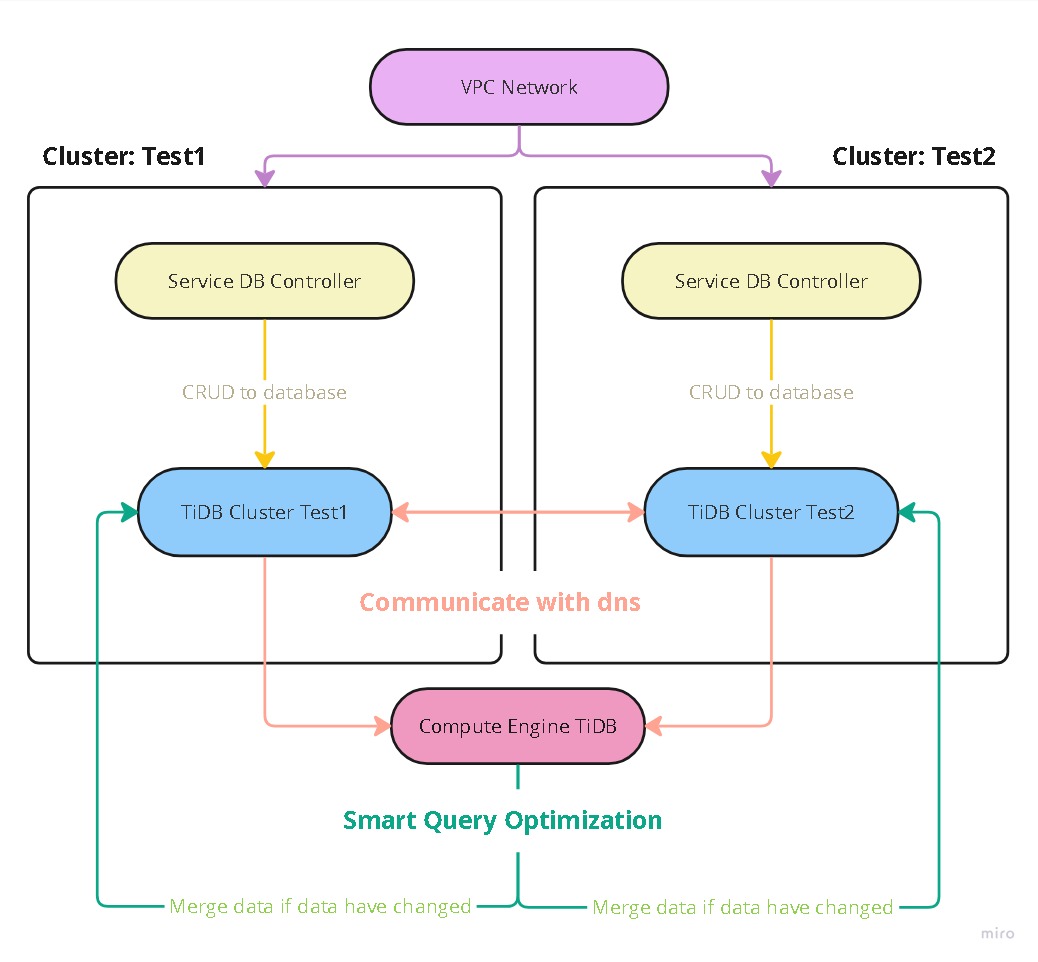 VPC Network
Cluster: Test1
Cluster: Test2
Service DB Controller
Service DB Controller
CRUD to database
CRUD to database
TiDB Cluster Test1
TiDB Cluster Test2
Communicate with dns
Compute Engine TiDB
Smart Query Optimization
Merge data if data have changed
Merge data if data have changed
miro